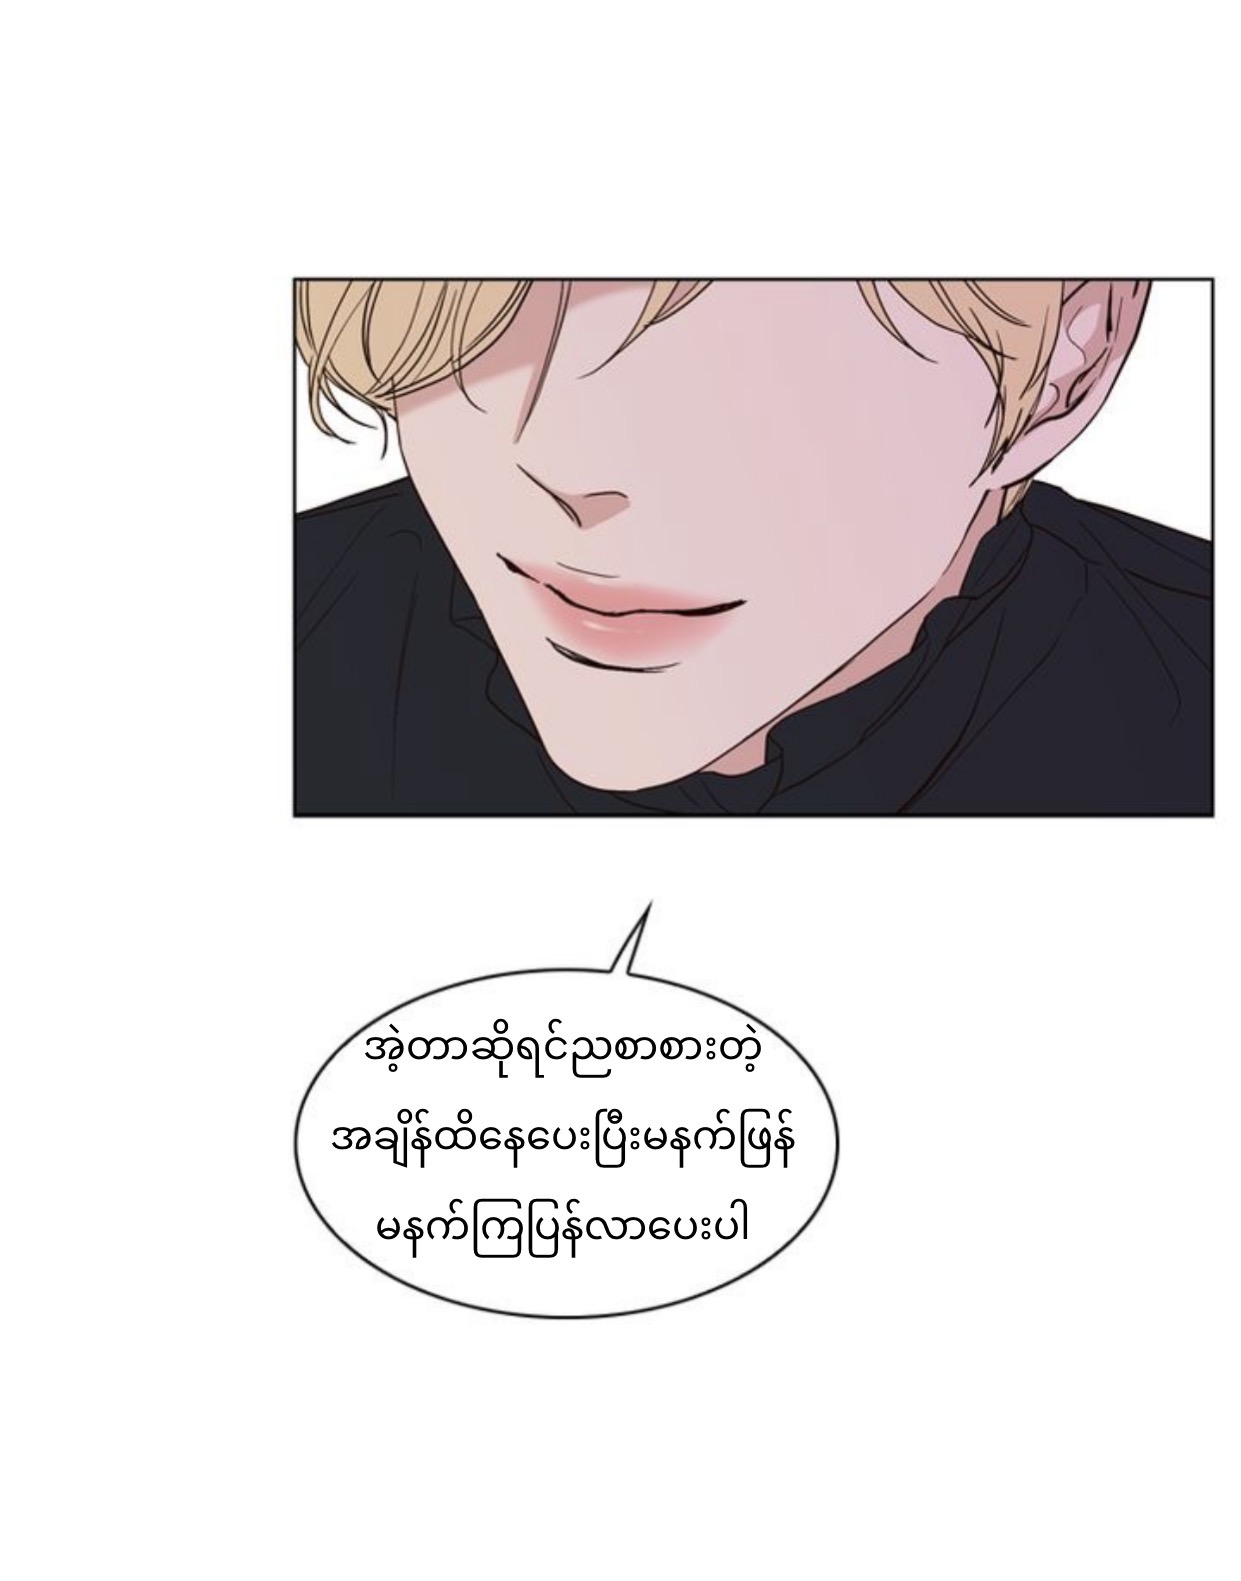 အဲ့တာဆိုရင်ညစာစားတဲ့
အချိန်ထိနေပေးပြီးမနက်ဖြန်
မနက်ကြပြန်လာပေးပါ